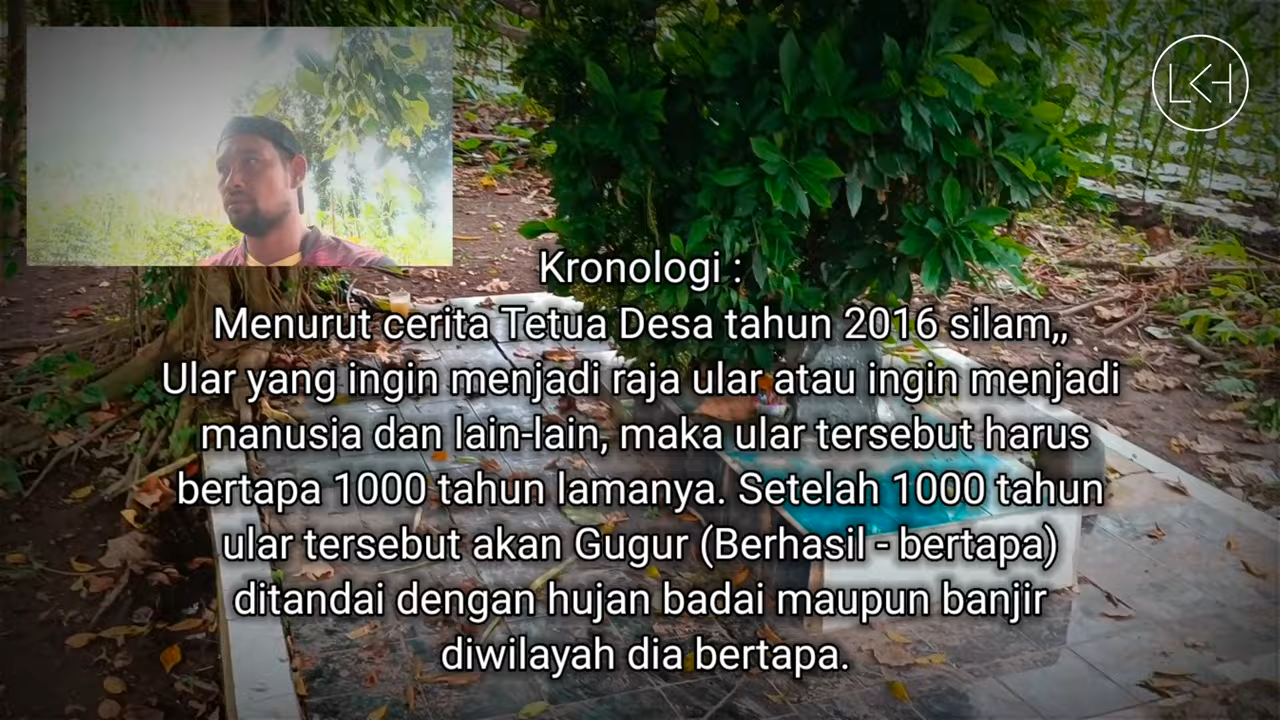 LKH
Kronologi :
Menurut cerita Tetua Desa tahun 2016 silam,,
Ular yang ingin menjadi raja ular atau ingin menjadi
manusia dan lain-lain, maka ular tersebut harus
bertapa 1000 tahun lamanya. Setelah 1000 tahun
ular tersebut akan Gugur (Berhasil - bertapa)
ditandai dengan hujan badai maupun banjir
diwilayah dia bertapa.